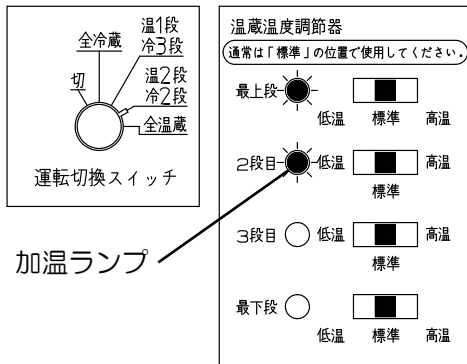 全冷蔵
温1段
冷3段
切
温2段
冷2段
全温蔵
運転切換スイッチ
加温ランプ
温蔵温度調節器
通常は「標準」の位置で使用してください.
最上段
低温 標準 高温
2段目 低温 高温
標準
3段目 低温 高温
標準
最下段
低温 標準 高温